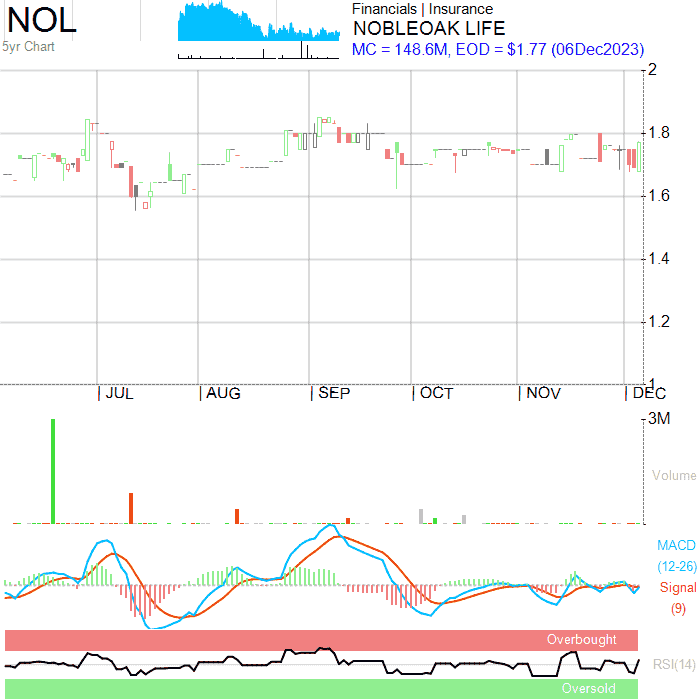 NOL
5yr Chart
Financials | Insurance
NOBLEOAK LIFE
MC = 148.6M, EOD = $1.77 (06Dec2023)
2
1.8
1.6
1.4
1.2
1
JUL AUG SEP OCT NOV DEC
3M
Volume
MACD
(12-26)
Signal
(9)
Overbought
RSI(14)
Oversold